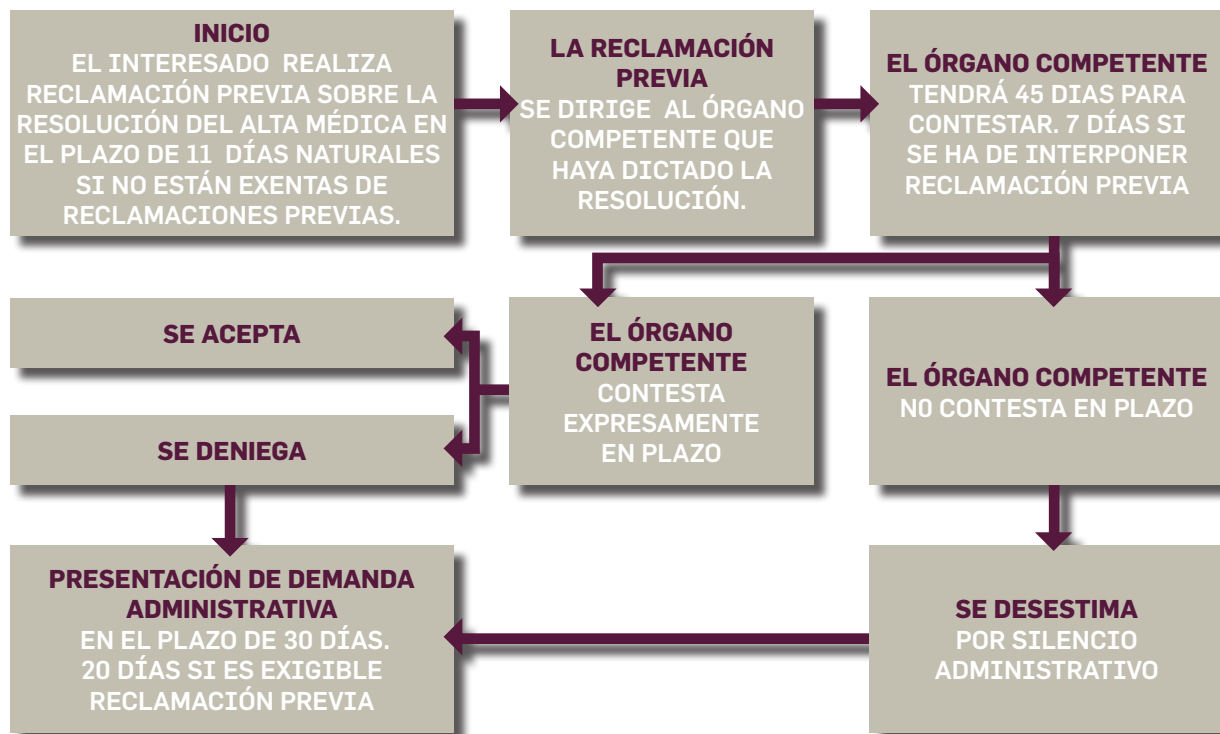 INICIO
EL INTERESADO REALIZA
RECLAMACIÓN PREVIA SOBRE LA
RESOLUCIÓN DEL ALTA MÉDICA EN
EL PLAZO DE 11 DÍAS NATURALES
SI NO ESTÁN EXENTAS DE
RECLAMACIONES PREVIAS.
LA RECLAMACIÓN
PREVIA
SE DIRIGE AL ÓRGANO
COMPETENTE QUE
HAYA DICTADO LA
RESOLUCIÓN.
EL ÓRGANO COMPETENTE
TENDRÁ 45 DIAS PARA
CONTESTAR. 7 DÍAS SI
SE HA DE INTERPONER
RECLAMACIÓN PREVIA
SE ACEPTA
SE DENIEGA
EL ÓRGANO
COMPETENTE
CONTESTA
EXPRESAMENTE
EN PLAZO
EL ÓRGANO COMPETENTE
N0 CONTESTA EN PLAZO
PRESENTACIÓN DE DEMANDA
ADMINISTRATIVA
EN EL PLAZO DE 30 DÍAS.
20 DÍAS SI ES EXIGIBLE
RECLAMACIÓN PREVIA
SE DESESTIMA
POR SILENCIO
ADMINISTRATIVO